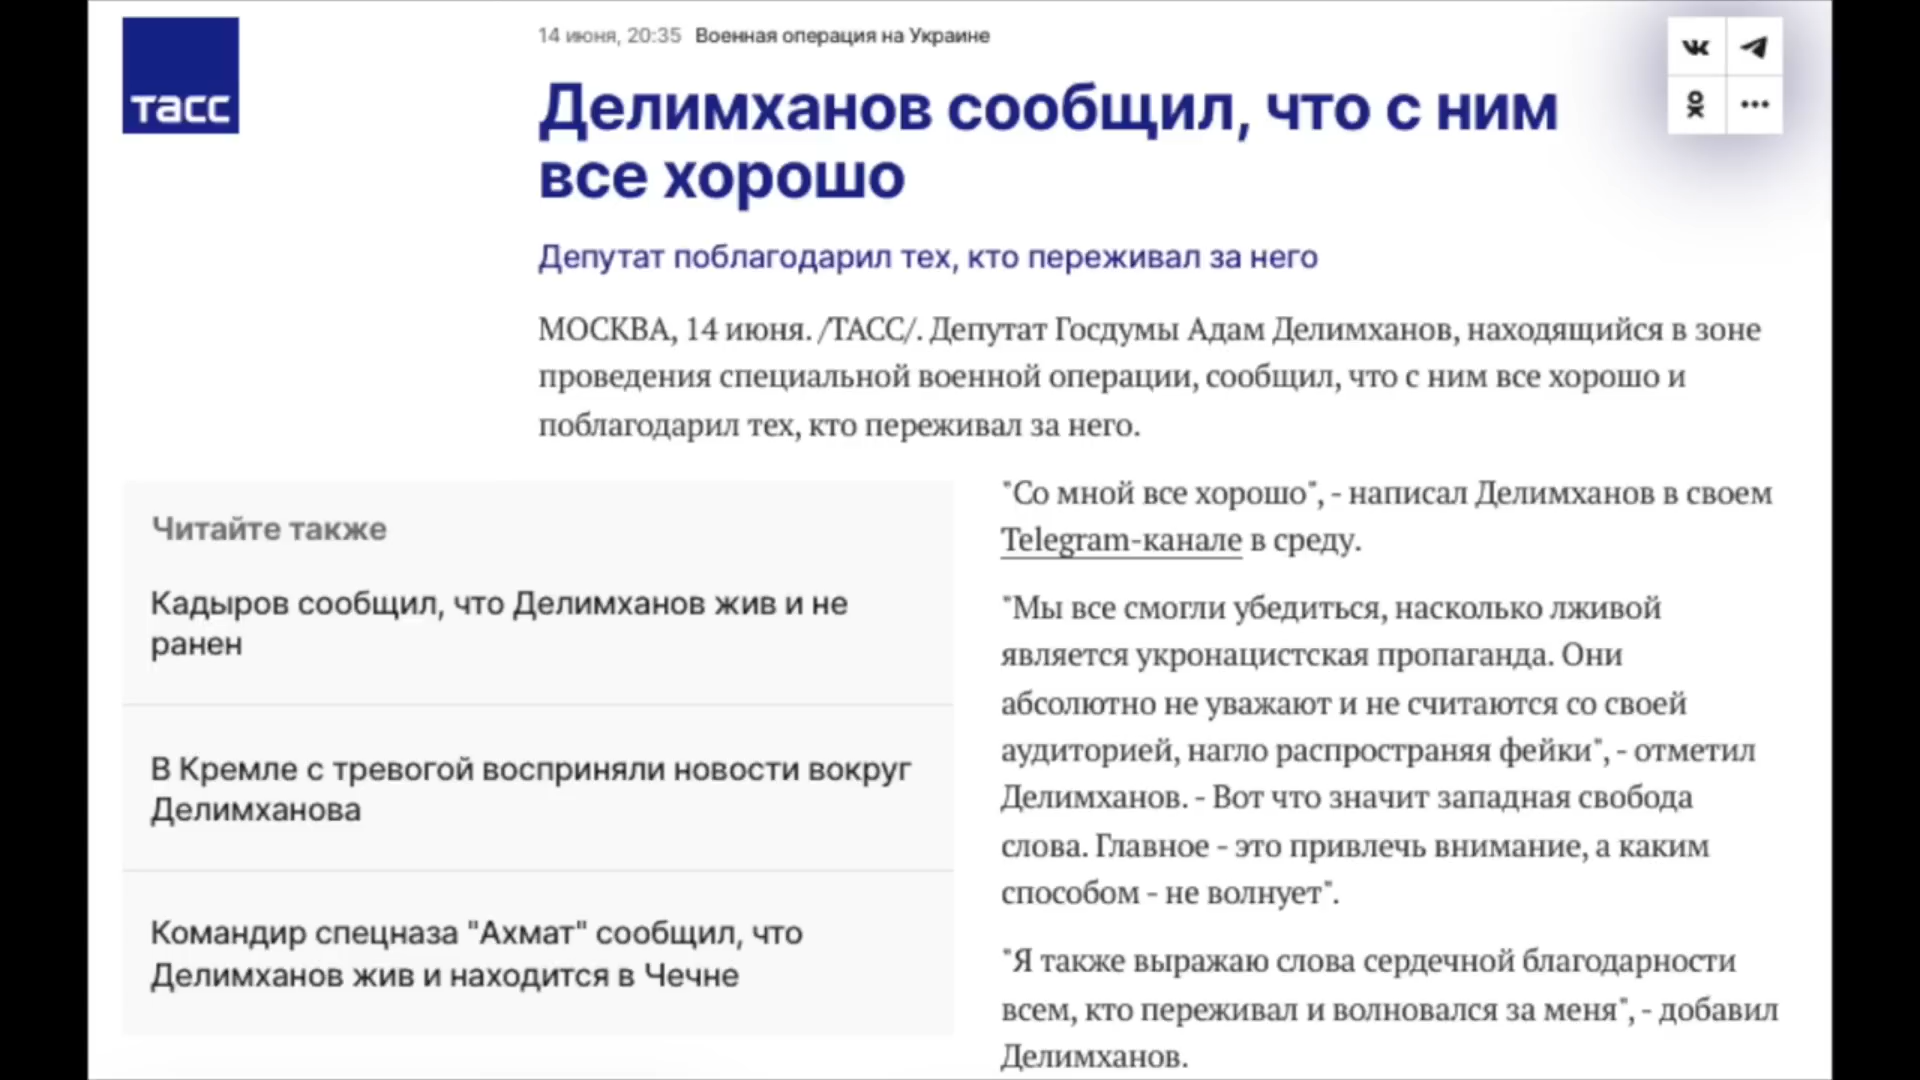 тасс
14 июня, 20:35 Военная операция на Украине
Делимханов сообщил, что с ним
все хорошо
Депутат поблагодарил тех, кто переживал за него
МОСКВА, 14 июня. /ТАСС/. Депутат Госдумы Адам Делимханов, находящийся в зоне
проведения специальной военной операции, сообщил, что с ним все хорошо и
поблагодарил тех, кто переживал за него.
Читайте также
Кадыров сообщил, что Делимханов жив и не
ранен
В Кремле с тревогой восприняли новости вокруг
Делимханова
Командир спецназа "Ахмат" сообщил, что
Делимханов жив и находится в Чечне
"Со мной все хорошо", - написал Делимханов в своем
Telegram-канале в среду.
"Мы все смогли убедиться, насколько лживой
является укронацистская пропаганда. Они
абсолютно не уважают и не считаются со своей
аудиторией, нагло распространяя фейки", - отметил
Делимханов. - Вот что значит западная свобода
слова. Главное - это привлечь внимание, а каким
способом - не волнует".
"Я также выражаю слова сердечной благодарности
всем, кто переживал и волновался за меня", - добавил
Делимханов.